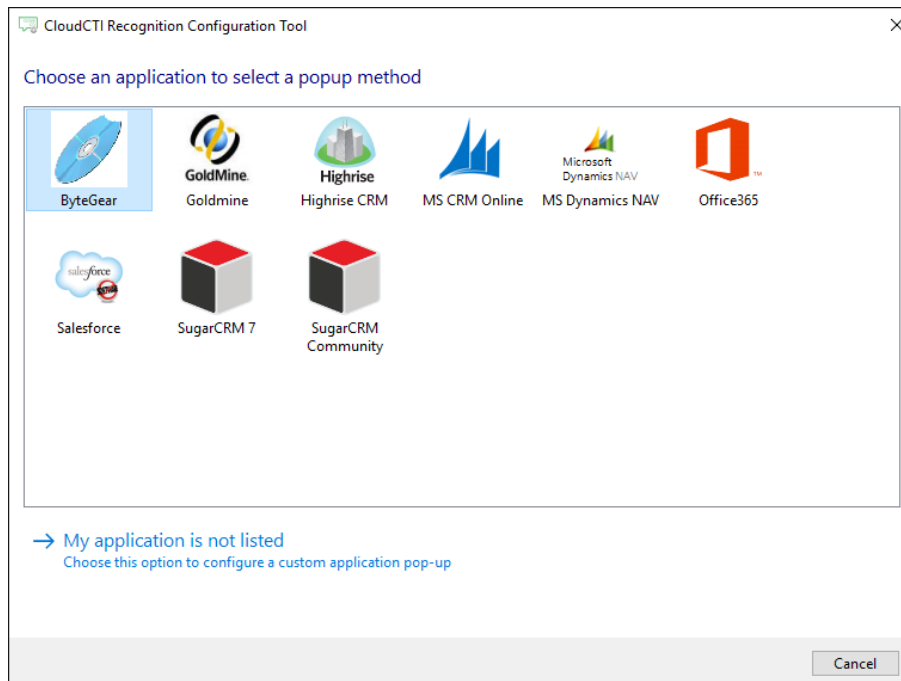 CloudCTI Recognition Configuration Tool
Choose an application to select a popup method
GoldMine.
Highrise
Microsoft
Dynamics NAV
TM
ByteGear
Goldmine
Highrise CRM
MS CRM Online
MS Dynamics NAV
Office365
salesforce
SOFTWARE
Salesforce
SugarCRM 7
SugarCRM
Community
My application is not listed
Choose this option to configure a custom application pop-up
Cancel